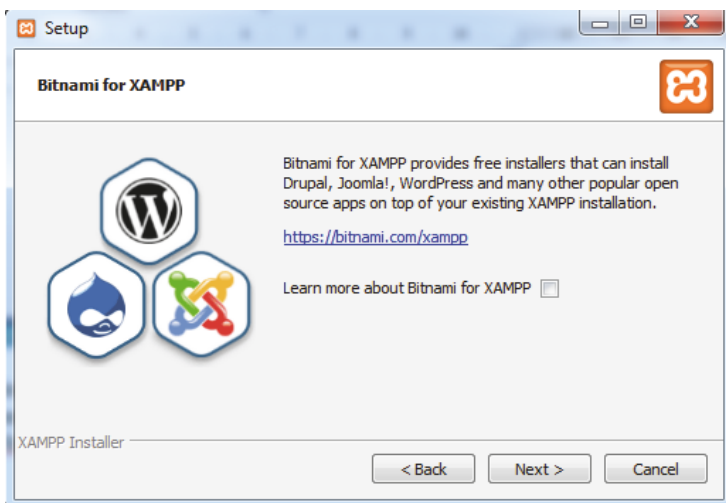 Setup
Bitnami for XAMPP
Bitnami for XAMPP provides free installers that can install
Drupal, Joomla!, WordPress and many other popular open
source apps on top of your existing XAMPP installation.
https://bitnami.com/xampp
Learn more about Bitnami for XAMPP
XAMPP Installer
< Back
Next >
Cancel